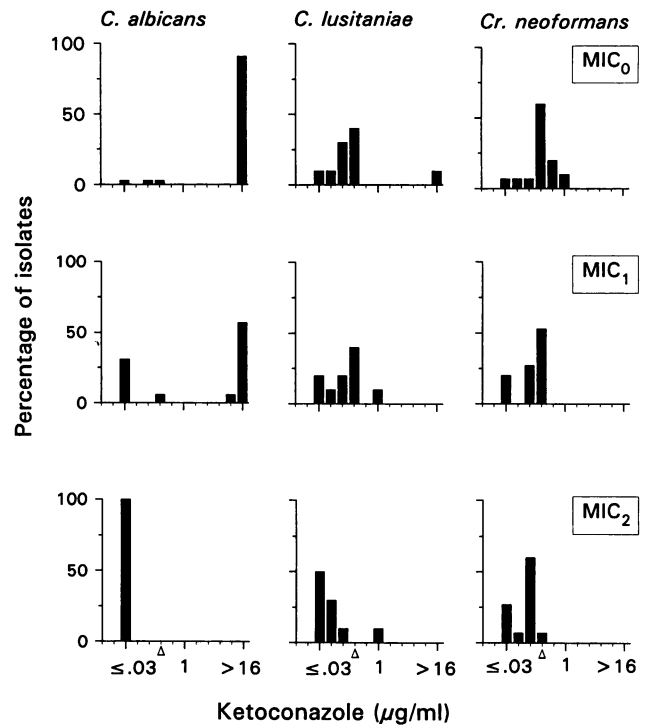 C. albicans C. lusitaniae Cr. neoformans
MIC0
100
50
0
MIC1
100
50
0
MIC2
100
50
0
Percentage of isolates
≤.03 Δ 1 >16 ≤.03 Δ 1 >16 ≤.03 Δ 1 >16
Ketoconazole (µg/ml)